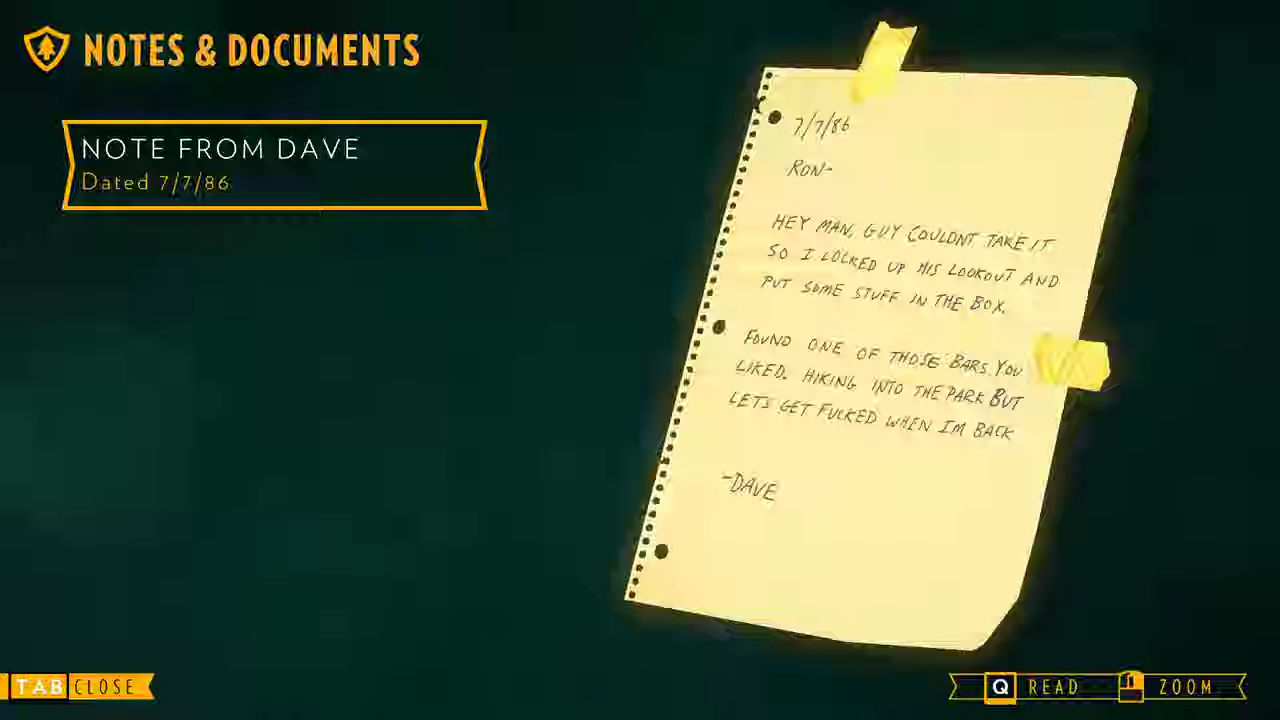 NOTES & DOCUMENTS
NOTE FROM DAVE
Dated 7/7/86
7/7/86
RON-
HEY MAN, GUY COULDNT TAKE IT
SO I LOCKED UP HIS LOOKOUT AND
PUT SOME STUFF IN THE BOX.
FOUND ONE OF THOSE BARS YOU
LIKED. HIKING INTO THE PARK BUT
LETS GET FUCKED WHEN IM BACK
-DAVE
TAB CLOSE
Q READ
ZOOM